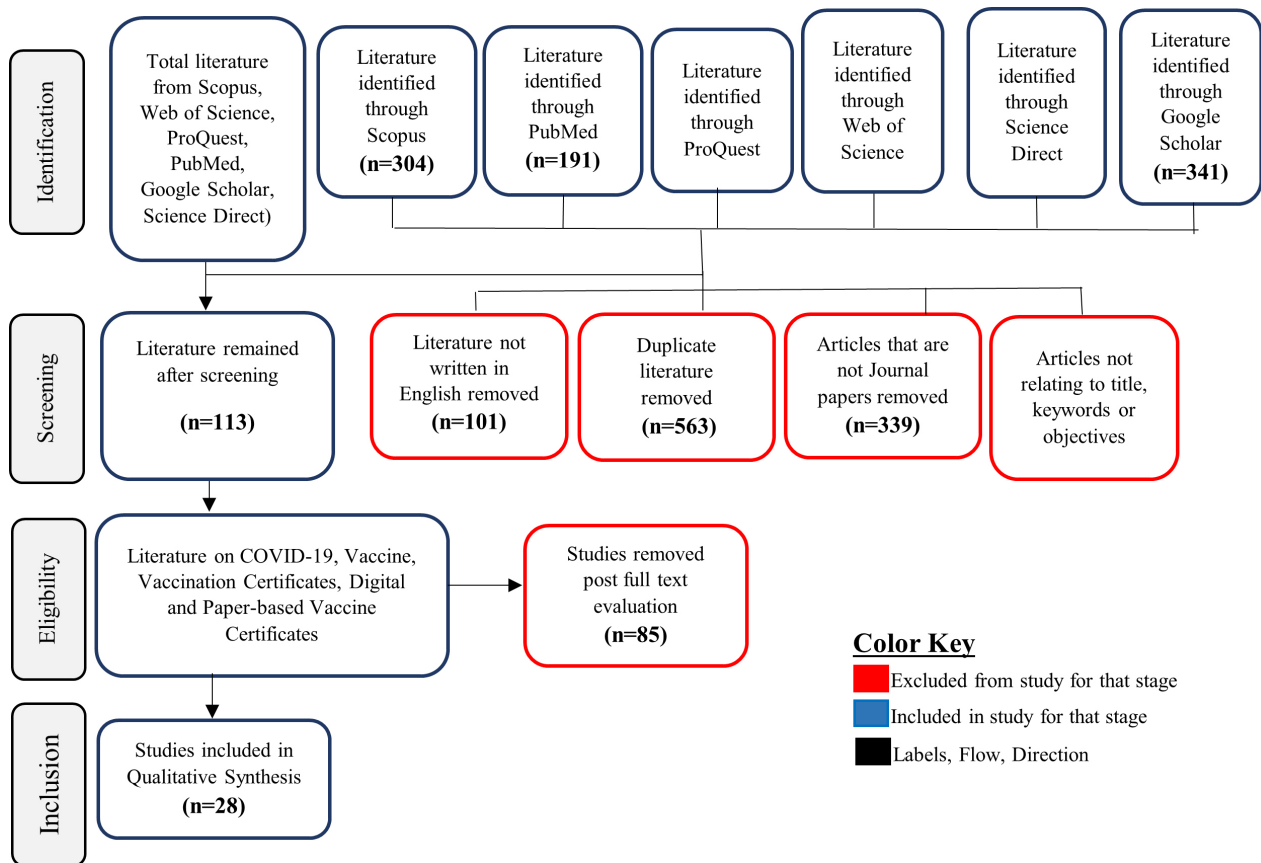 Identification
Total literature
from Scopus,
Web of Science,
ProQuest,
PubMed,
Google Scholar,
Science Direct)
Literature
identified
through
Scopus
(n=304)
Literature
identified
through
PubMed
(n=191)
Literature
identified
through
ProQuest
Literature
identified
through
Web of
Science
Literature
identified
through
Science
Direct
Literature
identified
through
Google
Scholar
(n=341)
Screening
Literature remained
after screening
(n=113)
Literature not
written in
English removed
(n=101)
Duplicate
literature
removed
(n=563)
Articles that are
not Journal
papers removed
(n=339)
Articles not
relating to title,
keywords or
objectives
Eligibility
Literature on COVID-19, Vaccine,
Vaccination Certificates, Digital
and Paper-based Vaccine
Certificates
Studies removed
post full text
evaluation
(n=85)
Inclusion
Studies included in
Qualitative Synthesis
(n=28)
Color Key
Excluded from study for that stage
Included in study for that stage
Labels, Flow, Direction